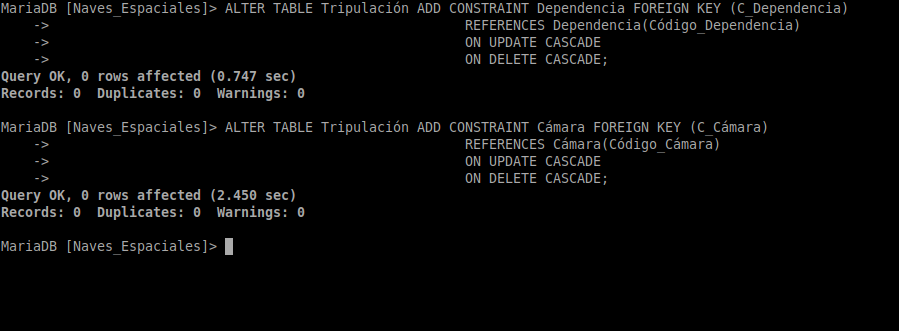 MariaDB [Naves_Espaciales]> ALTER TABLE Tripulación ADD CONSTRAINT Dependencia FOREIGN KEY (C_Dependencia)
    ->                                                    REFERENCES Dependencia(Código_Dependencia)
    ->                                                    ON UPDATE CASCADE
    ->                                                    ON DELETE CASCADE;
Query OK, 0 rows affected (0.747 sec)
Records: 0  Duplicates: 0  Warnings: 0

MariaDB [Naves_Espaciales]> ALTER TABLE Tripulación ADD CONSTRAINT Cámara FOREIGN KEY (C_Cámara)
    ->                                                    REFERENCES Cámara(Código_Cámara)
    ->                                                    ON UPDATE CASCADE
    ->                                                    ON DELETE CASCADE;
Query OK, 0 rows affected (2.450 sec)
Records: 0  Duplicates: 0  Warnings: 0

MariaDB [Naves_Espaciales]>